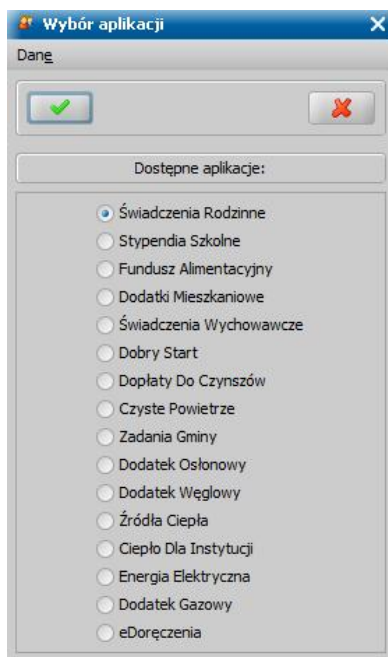 Wybór aplikacji
Dane
Dostępne aplikacje:
Świadczenia Rodzinne
Stypendia Szkolne
Fundusz Alimentacyjny
Dodatki Mieszkaniowe
Świadczenia Wychowawcze
Dobry Start
Dopłaty Do Czynszów
Czyste Powietrze
Zadania Gminy
Dodatek Osłonowy
Dodatek Węglowy
Źródła Ciepła
Ciepło Dla Instytucji
Energia Elektryczna
Dodatek Gazowy
eDoręczenia